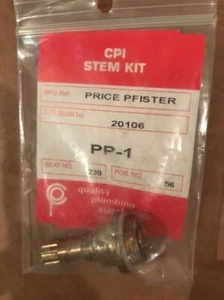 CPI
STEM KIT
MFG Ref. PRICE PFISTER
CPI Stock No. 20106
PP-1
SEAT NO. 239 POS. NO. 56
quality
plumbing